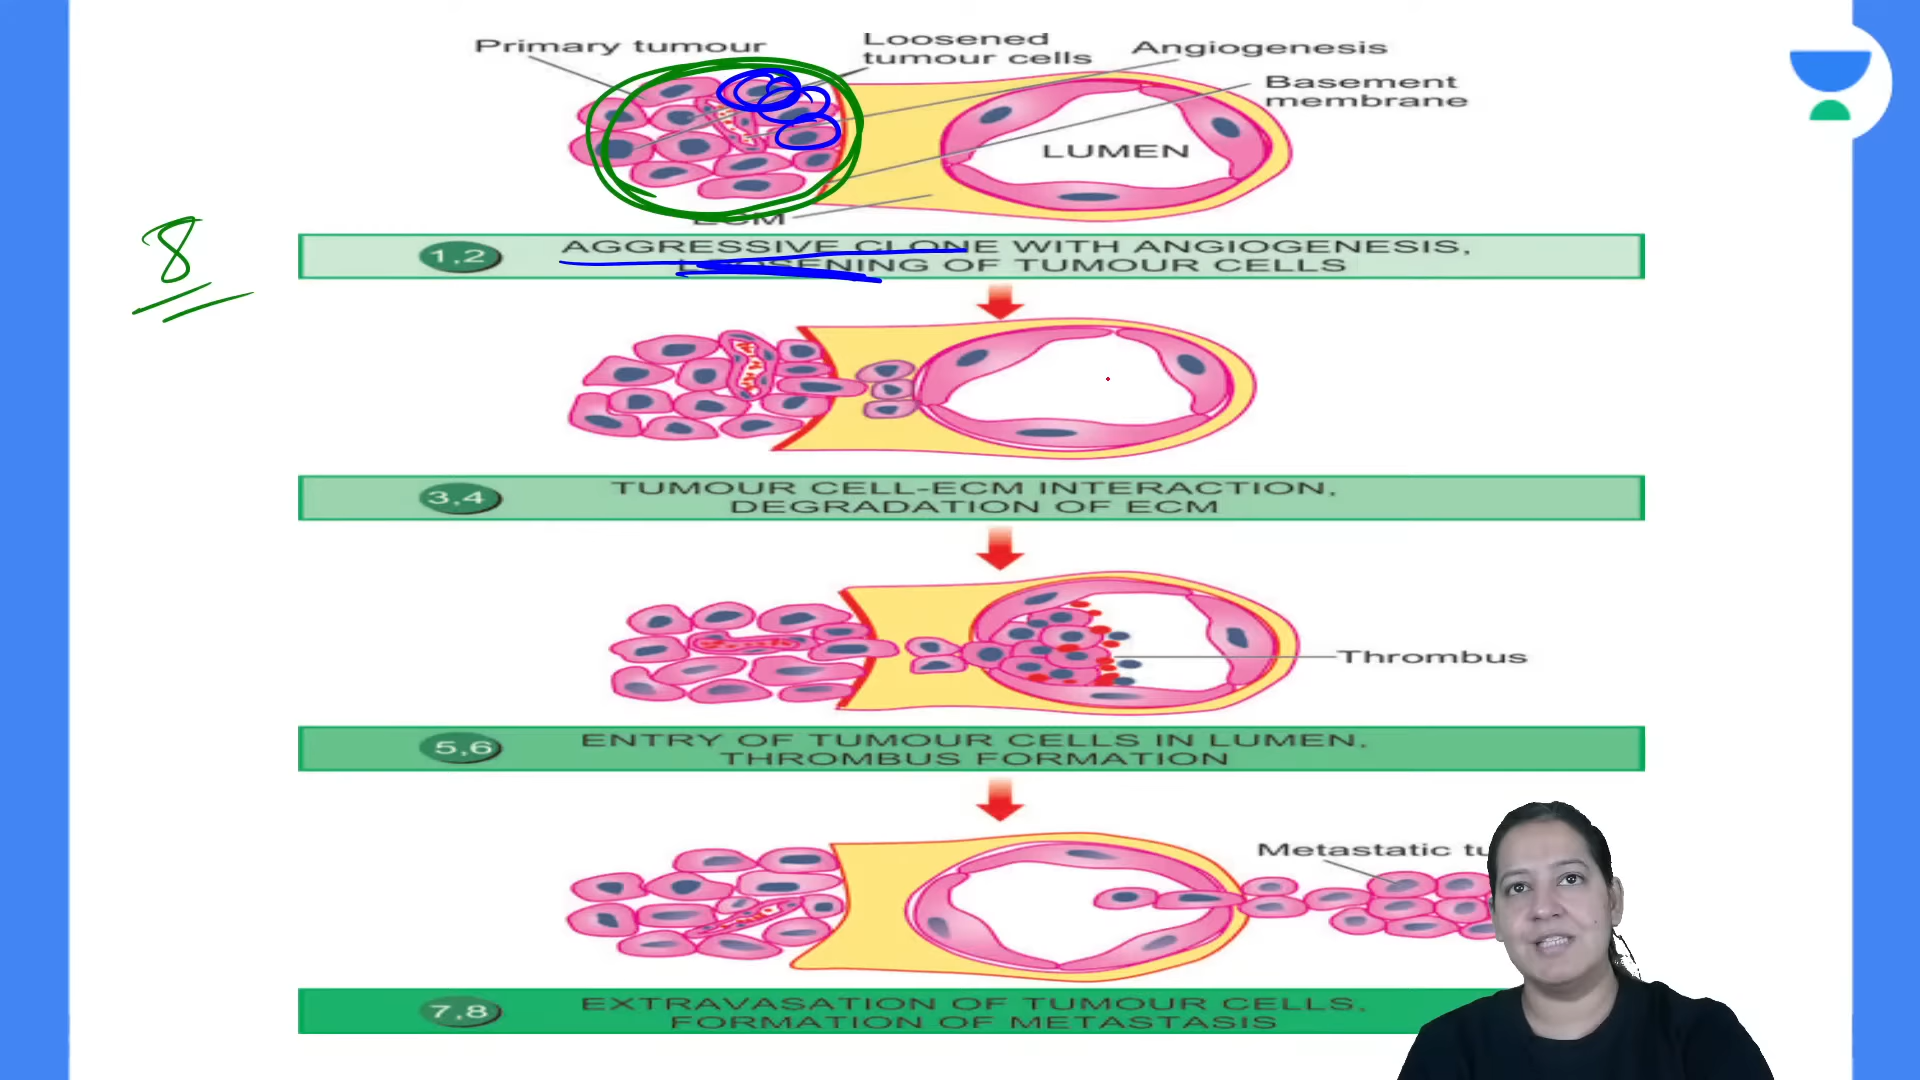 Primary tumour
Loosened
tumour cells
Angiogenesis
Basement
membrane
LUMEN
ECM
8
1,2
AGGRESSIVE CLONE WITH ANGIOGENESIS,
LOOSENING OF TUMOUR CELLS
3,4
TUMOUR CELL-ECM INTERACTION,
DEGRADATION OF ECM
Thrombus
5,6
ENTRY OF TUMOUR CELLS IN LUMEN,
THROMBUS FORMATION
Metastatic tu
7,8
EXTRAVASATION OF TUMOUR CELLS,
FORMATION OF METASTASIS